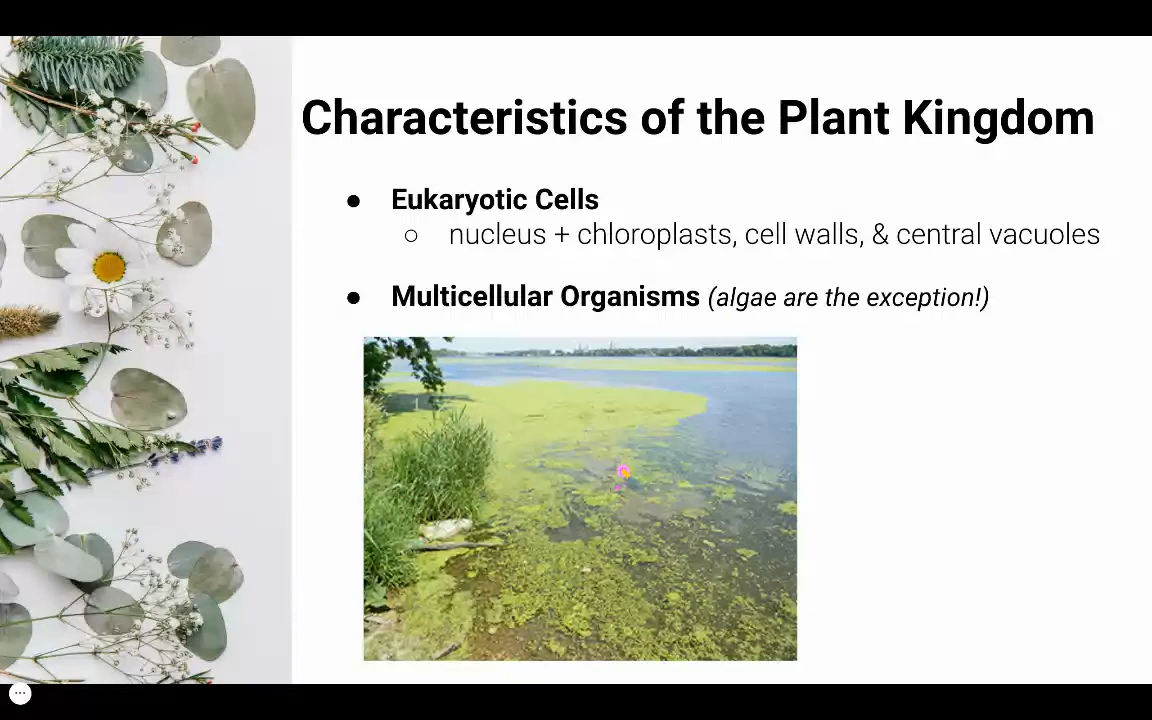 Characteristics of the Plant Kingdom
● Eukaryotic Cells
○ nucleus + chloroplasts, cell walls, & central vacuoles
● Multicellular Organisms (algae are the exception!)